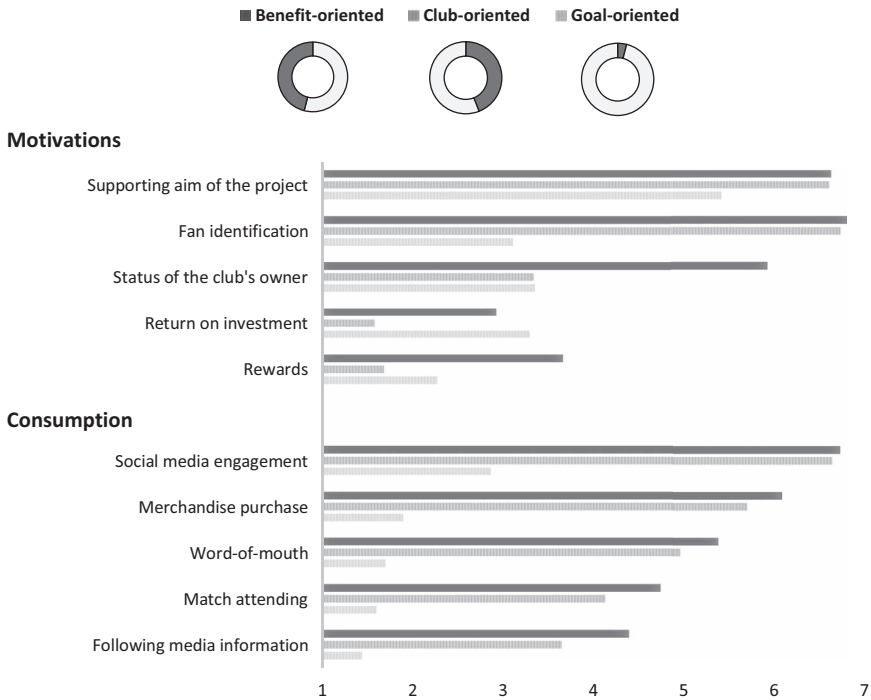 Benefit-oriented Club-oriented Goal-oriented
Motivations
Supporting aim of the project
Fan identification
Status of the club's owner
Return on investment
Rewards
Consumption
Social media engagement
Merchandise purchase
Word-of-mouth
Match attending
Following media information
1 2 3 4 5 6 7